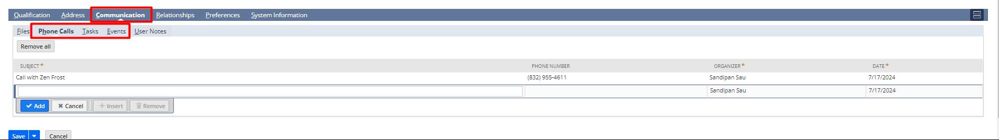 Qualification Address Communication Relationships Preferences System Information
Files Phone Calls Tasks Events User Notes
Remove all
SUBJECT * PHONE NUMBER ORGANIZER * DATE *
Call with Zen Frost (832) 955-4611 Sandipan Sau 7/17/2024
Sandipan Sau 7/17/2024
Add Cancel Insert Remove
Save Cancel